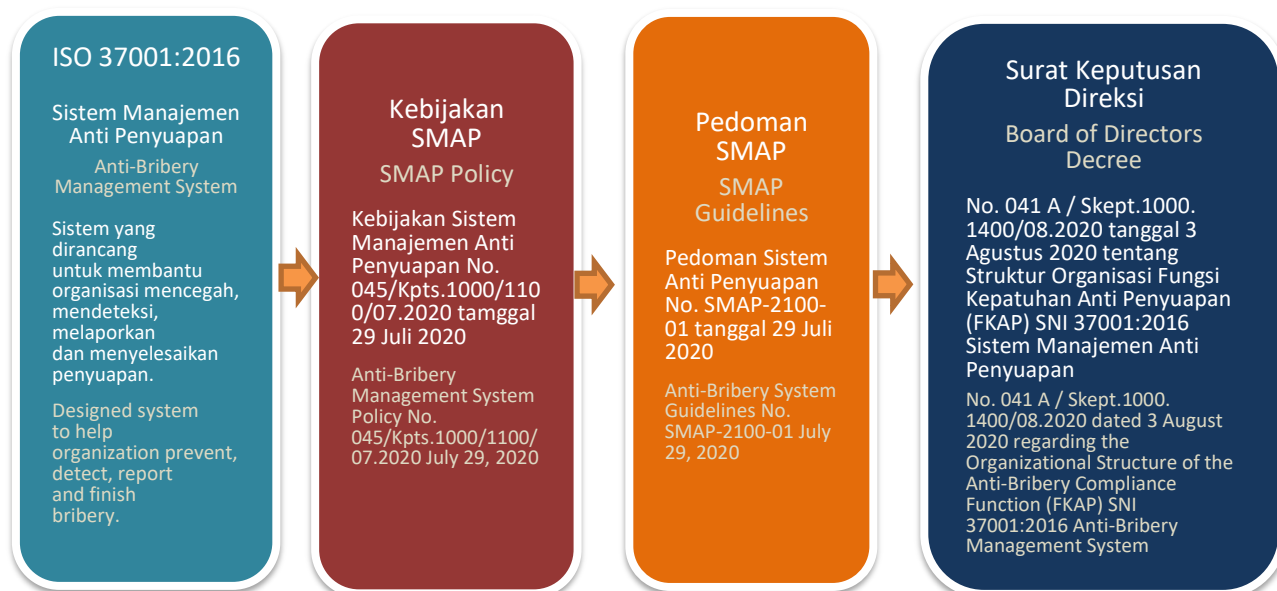 ISO 37001:2016
Sistem Manajemen
Anti Penyuapan
Anti-Bribery
Management System
Sistem yang
dirancang
untuk membantu
organisasi mencegah,
mendeteksi,
melaporkan
dan menyelesaikan
penyuapan.
Designed system
to help
organization prevent,
detect, report
and finish
bribery.
Kebijakan
SMAP
SMAP Policy
Kebijakan Sistem
Manajemen Anti
Penyuapan No.
045/Kpts.1000/110
0/07.2020 tamggal
29 Juli 2020
Anti-Bribery
Management System
Policy No.
045/Kpts.1000/1100/
07.2020 July 29, 2020
Pedoman
SMAP
SMAP
Guidelines
Pedoman Sistem
Anti Penyuapan
No. SMAP-2100-
01 tanggal 29 Juli
2020
Anti-Bribery System
Guidelines No.
SMAP-2100-01 July
29, 2020
Surat Keputusan
Direksi
Board of Directors
Decree
No. 041 A / Skept.1000.
1400/08.2020 tanggal 3
Agustus 2020 tentang
Struktur Organisasi Fungsi
Kepatuhan Anti Penyuapan
(FKAP) SNI 37001:2016
Sistem Manajemen Anti
Penyuapan
No. 041 A / Skept.1000.
1400/08.2020 dated 3 August
2020 regarding the
Organizational Structure of the
Anti-Bribery Compliance
Function (FKAP) SNI
37001:2016 Anti-Bribery
Management System